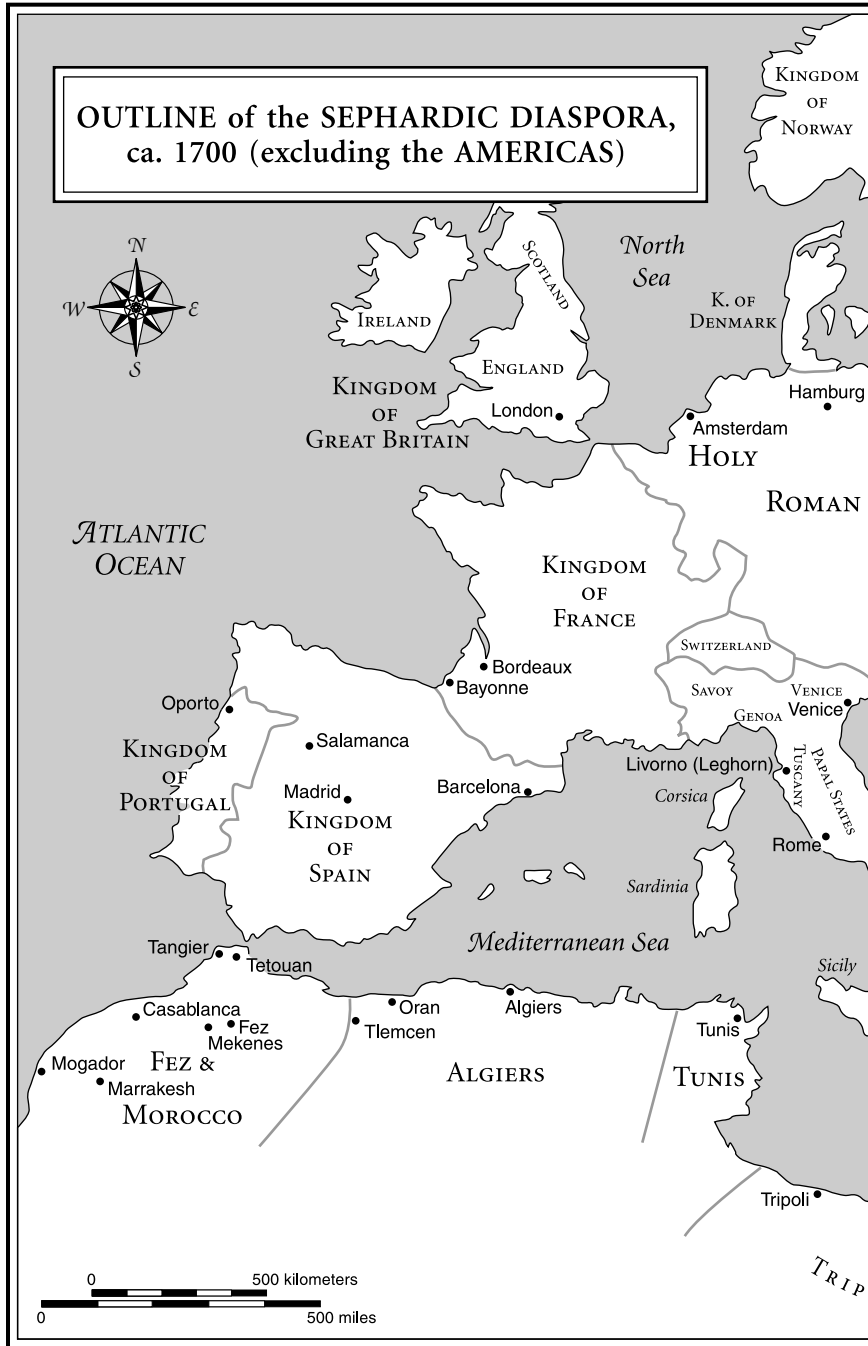 OUTLINE of the SEPHARDIC DIASPORA,
ca. 1700 (excluding the AMERICAS)
KINGDOM
OF
NORWAY
N
W
E
S
North
Sea
SCOTLAND
IRELAND
K. OF
DENMARK
ENGLAND
London
KINGDOM
OF
GREAT BRITAIN
Hamburg
Amsterdam
HOLY
ROMAN
ATLANTIC
OCEAN
KINGDOM
OF
FRANCE
SWITZERLAND
Bordeaux
Bayonne
SAVOY
VENICE
Venice
GENOA
Oporto
Salamanca
KINGDOM
OF
PORTUGAL
Madrid
Barcelona
KINGDOM
OF
SPAIN
Livorno (Leghorn)
TUSCANY
PAPAL STATES
Corsica
Rome
Sardinia
Mediterranean Sea
Sicily
Tangier
Tetouan
Casablanca
Fez
Mekenes
Oran
Tlemcen
Algiers
Tunis
Mogador
Marrakesh
FEZ &
MOROCCO
ALGIERS
TUNIS
Tripoli
TRIP
0 500 kilometers
0 500 miles